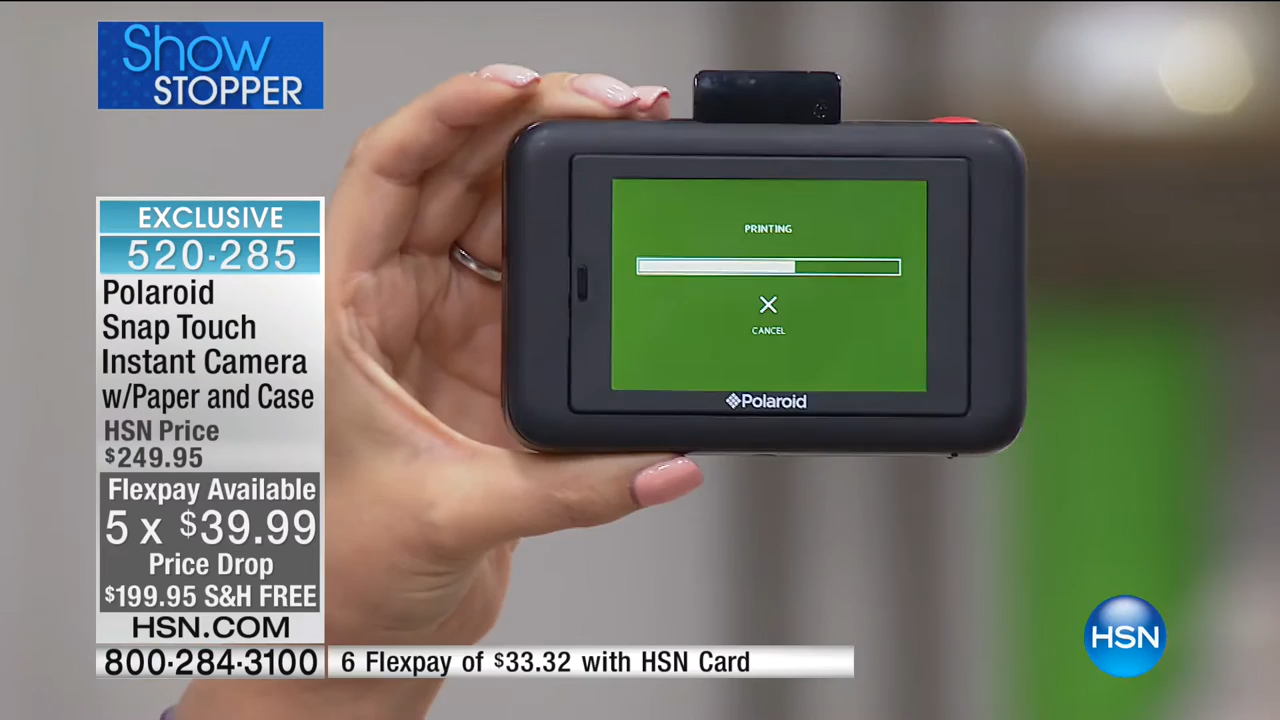 Show
STOPPER
EXCLUSIVE
520·285
Polaroid
Snap Touch
Instant Camera
w/Paper and Case
HSN Price
$249.95
Flexpay Available
5 x $39.99
Price Drop
$199.95 S&H FREE
HSN.COM
800·284·3100
6 Flexpay of $33.32 with HSN Card
PRINTING
CANCEL
Polaroid
HSN